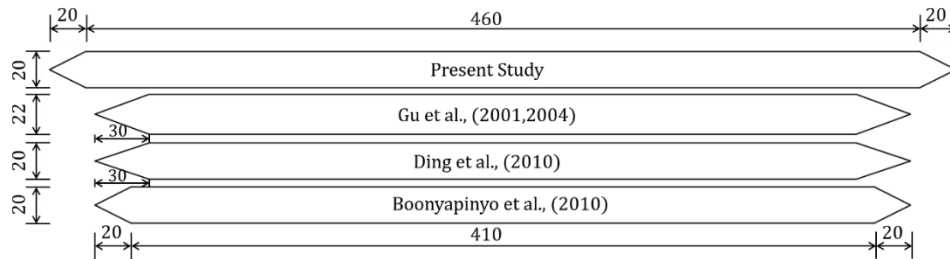 20 460 20
20 Present Study
22 Gu et al., (2001,2004)
30
20 Ding et al., (2010)
30
20 Boonyapinyo et al., (2010)
20 410 20